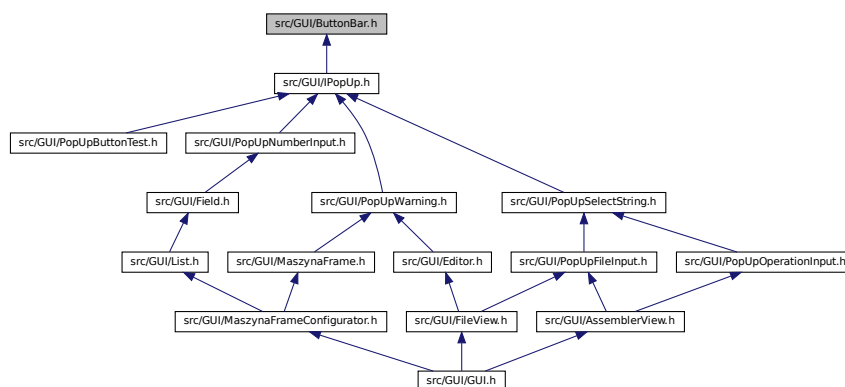 src/GUI/ButtonBar.h
src/GUI/IPopUp.h
src/GUI/PopUpButtonTest.h
src/GUI/PopUpNumberInput.h
src/GUI/Field.h
src/GUI/PopUpWarning.h
src/GUI/PopUpSelectString.h
src/GUI/List.h
src/GUI/MaszynaFrame.h
src/GUI/Editor.h
src/GUI/PopUpFileInput.h
src/GUI/PopUpOperationInput.h
src/GUI/MaszynaFrameConfigurator.h
src/GUI/FileView.h
src/GUI/AssemblerView.h
src/GUI/GUI.h